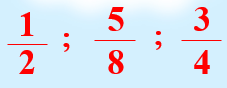 1/2 ; 5/8 ; 3/4